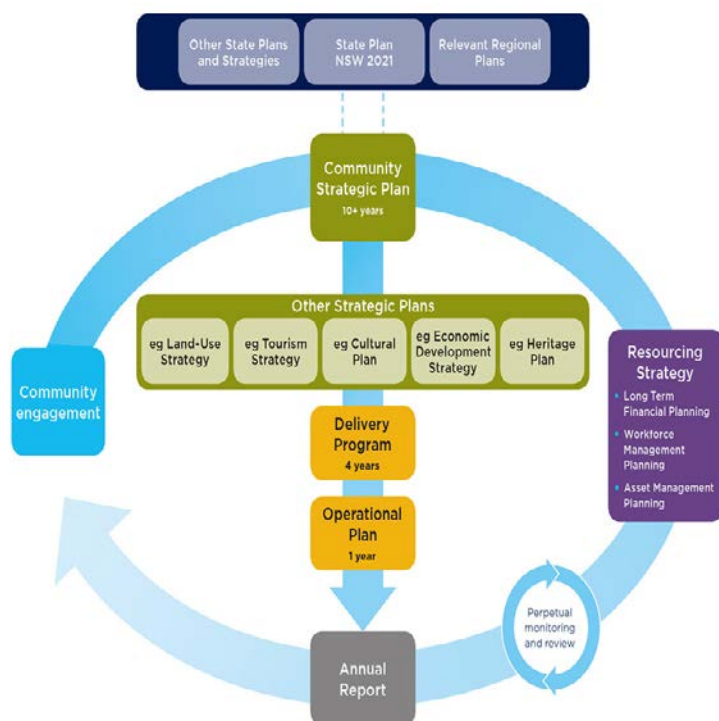 Other State Plans
and Strategies
State Plan
NSW 2021
Relevant Regional
Plans
Community
Strategic Plan
10+ years
Other Strategic Plans
eg Land-Use
Strategy
eg Tourism
Strategy
eg Cultural
Plan
eg Economic
Development
Strategy
eg Heritage
Plan
Community
engagement
Resourcing
Strategy
• Long Term
Financial Planning
• Workforce
Management
Planning
• Asset Management
Planning
Delivery
Program
4 years
Operational
Plan
1 year
Perpetual
monitoring
and review
Annual
Report